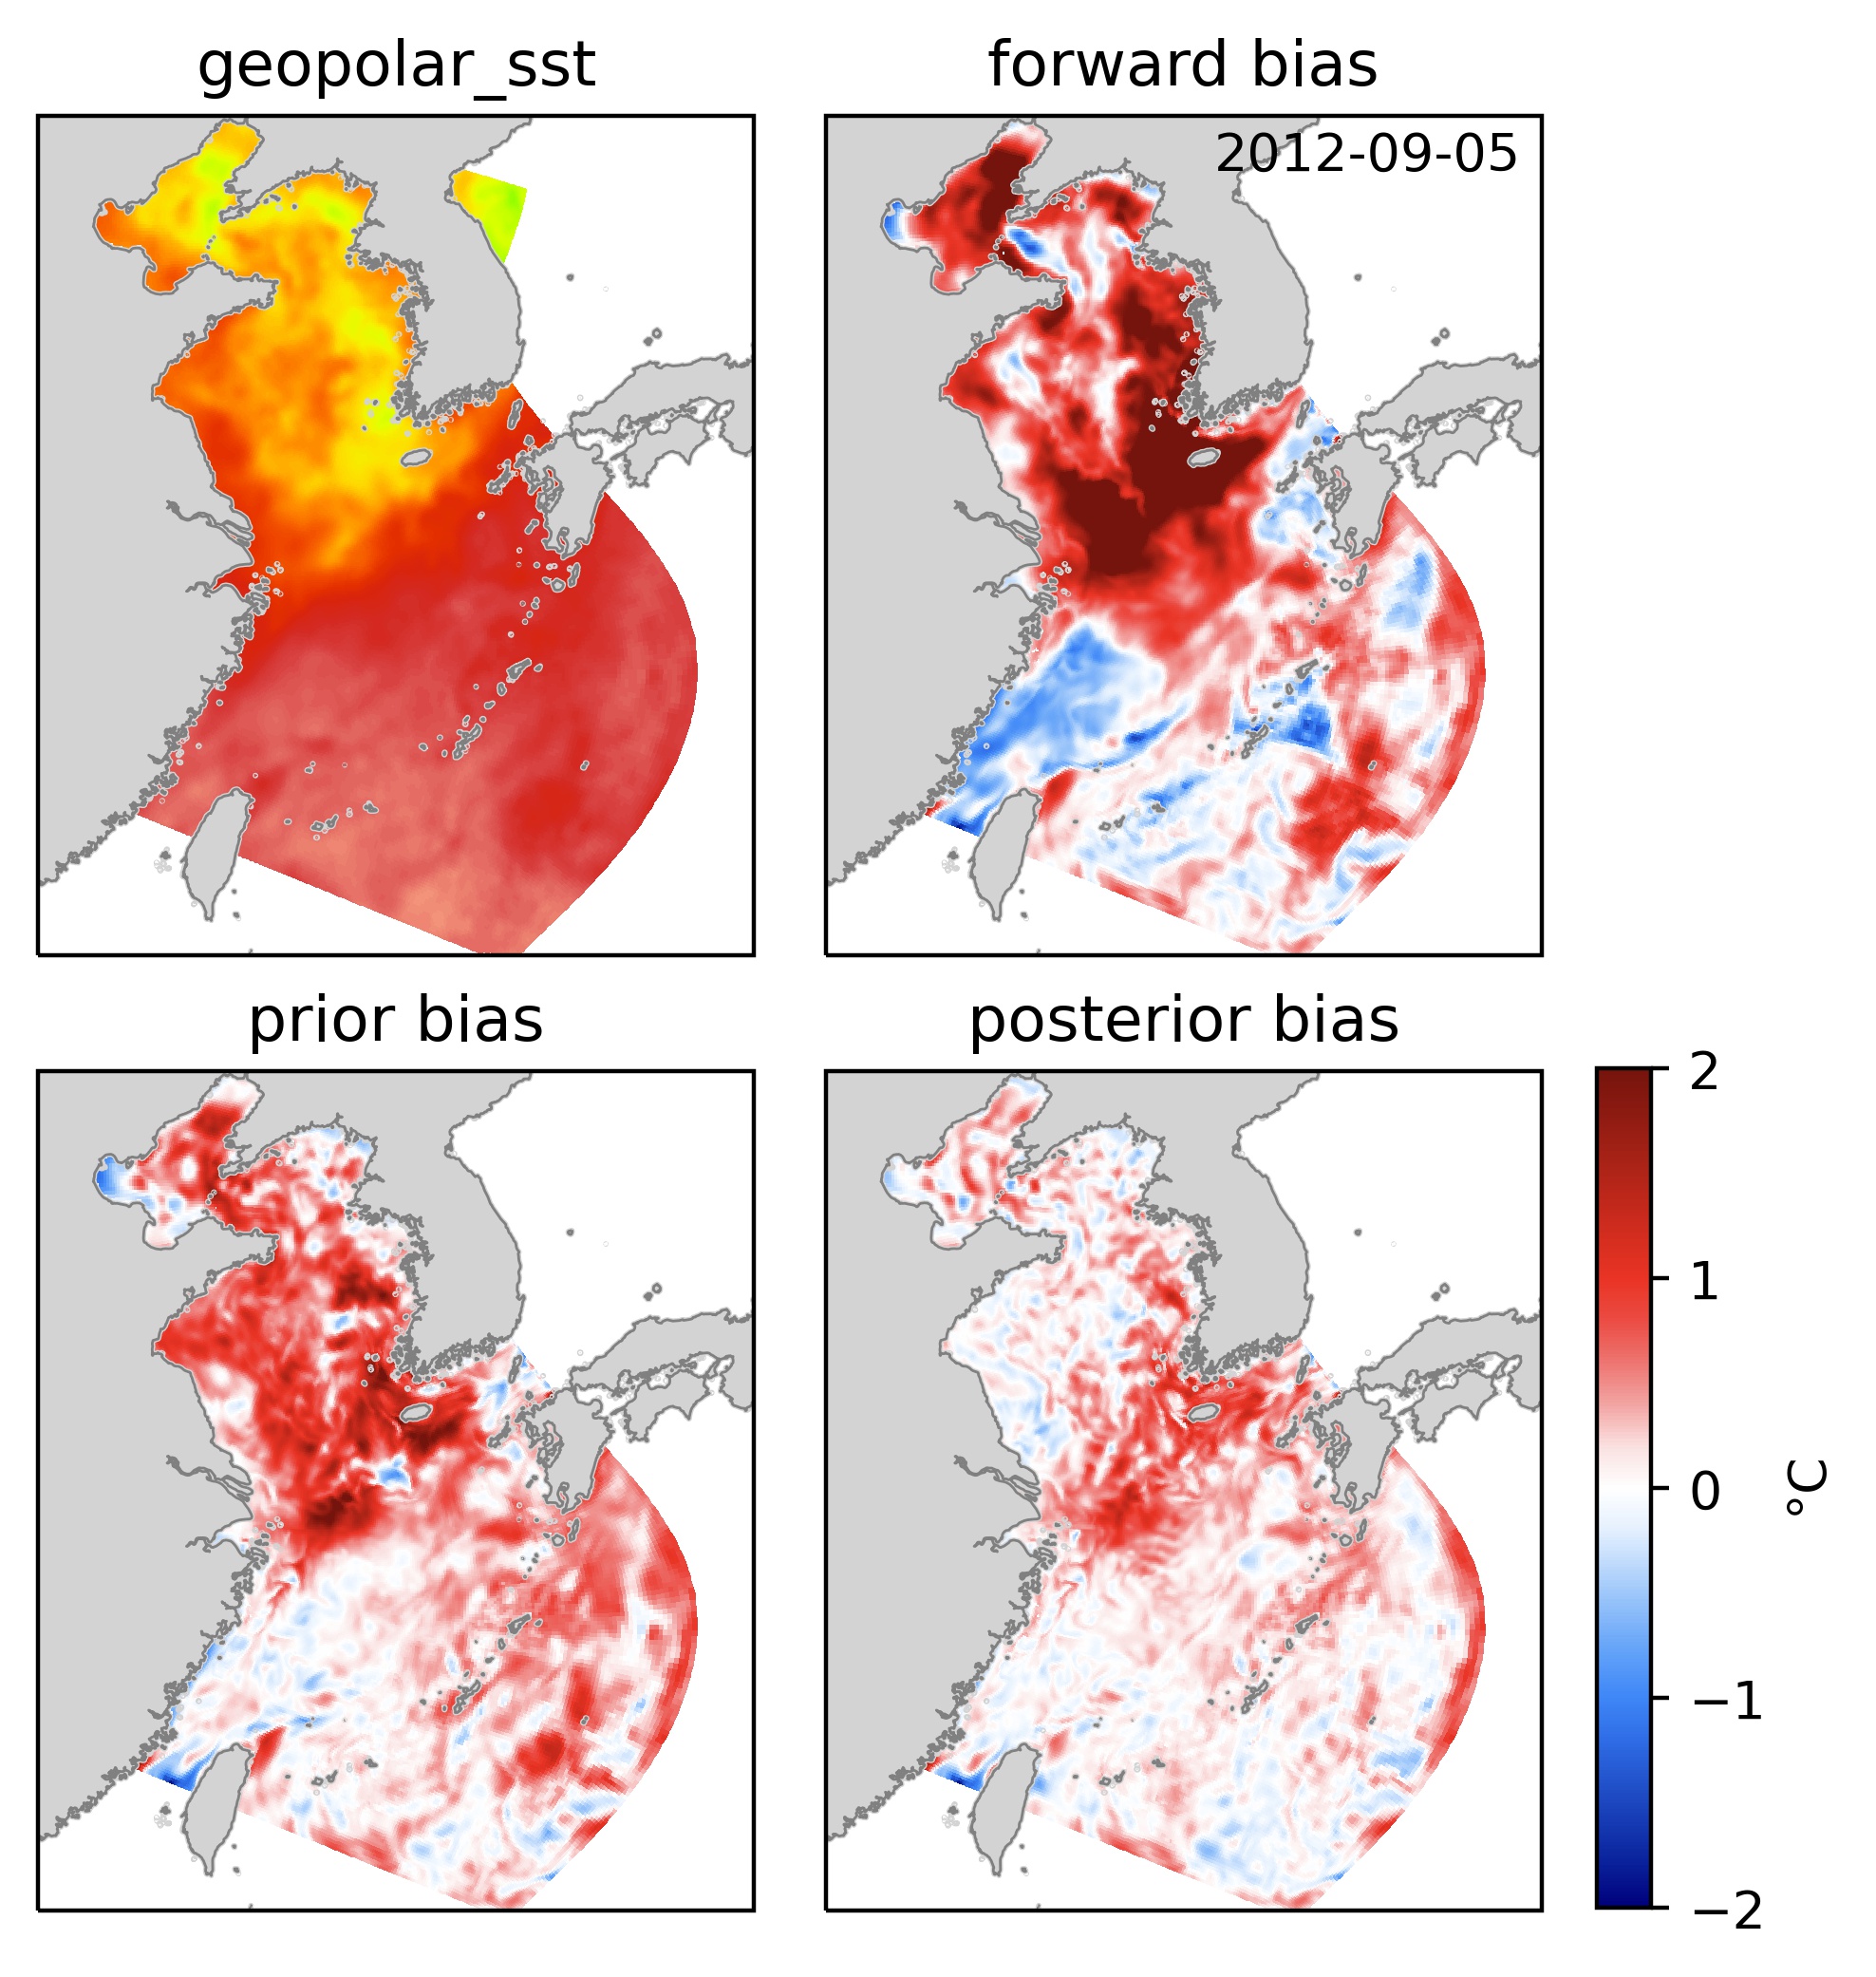 geopolar_sst
forward bias
2012-09-05
prior bias
posterior bias
2
1
0
−1
−2
°C